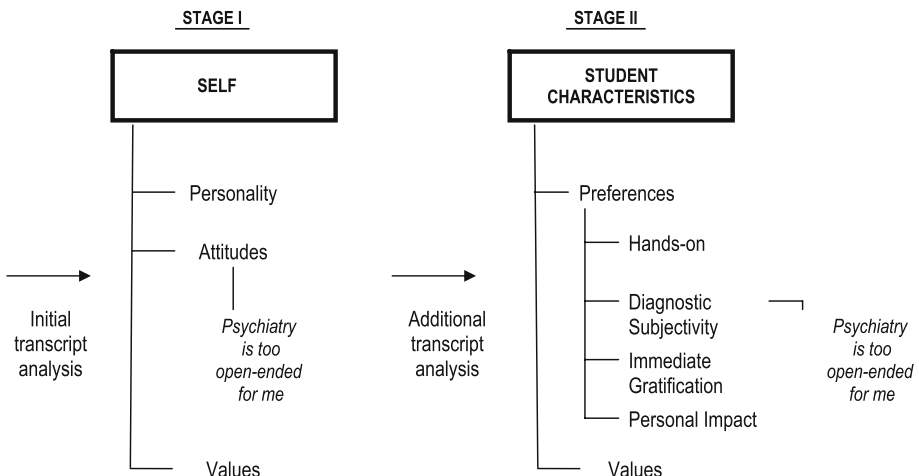 STAGE I
SELF
Personality
Attitudes
Psychiatry
is too
open-ended
for me
Values
Initial
transcript
analysis
STAGE II
STUDENT
CHARACTERISTICS
Preferences
Hands-on
Diagnostic
Subjectivity
Immediate
Gratification
Personal Impact
Values
Additional
transcript
analysis
Psychiatry
is too
open-ended
for me